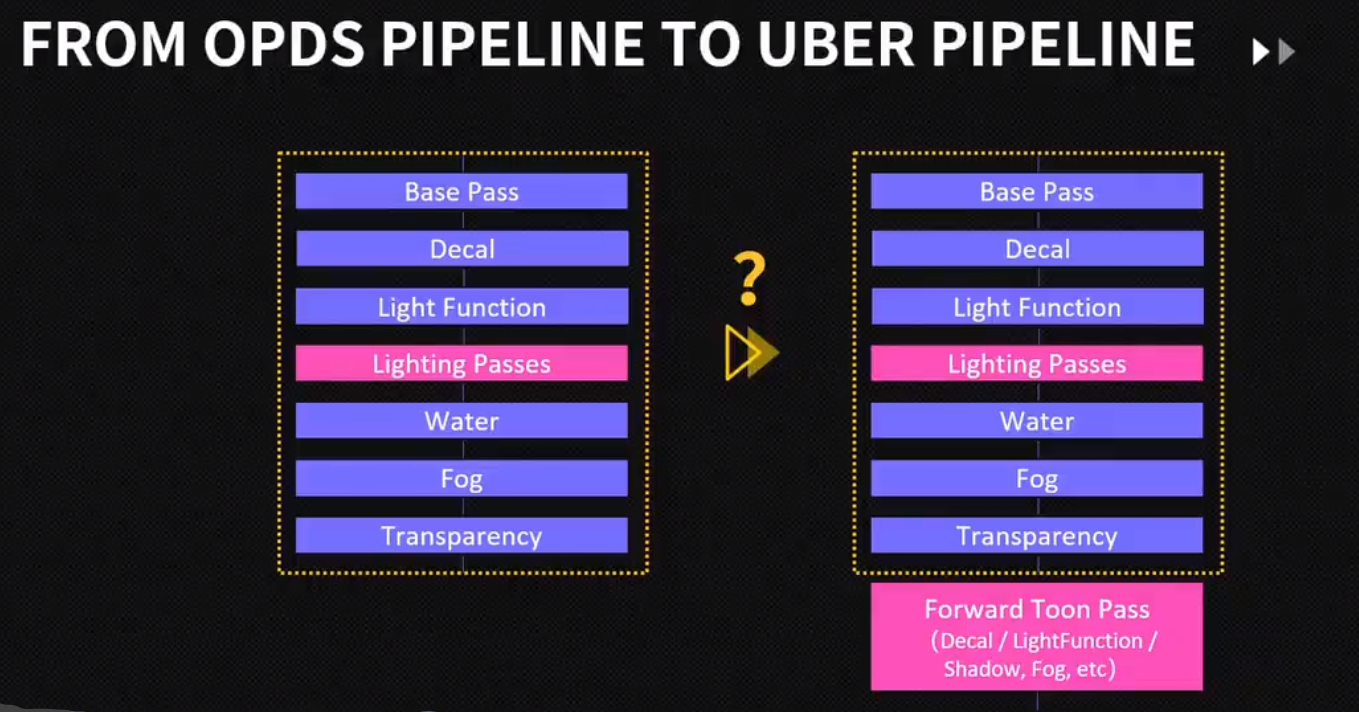 FROM OPDS PIPELINE TO UBER PIPELINE
Base Pass
Decal
Light Function
Lighting Passes
Water
Fog
Transparency
?
Base Pass
Decal
Light Function
Lighting Passes
Water
Fog
Transparency
Forward Toon Pass
(Decal / LightFunction /
Shadow, Fog, etc)